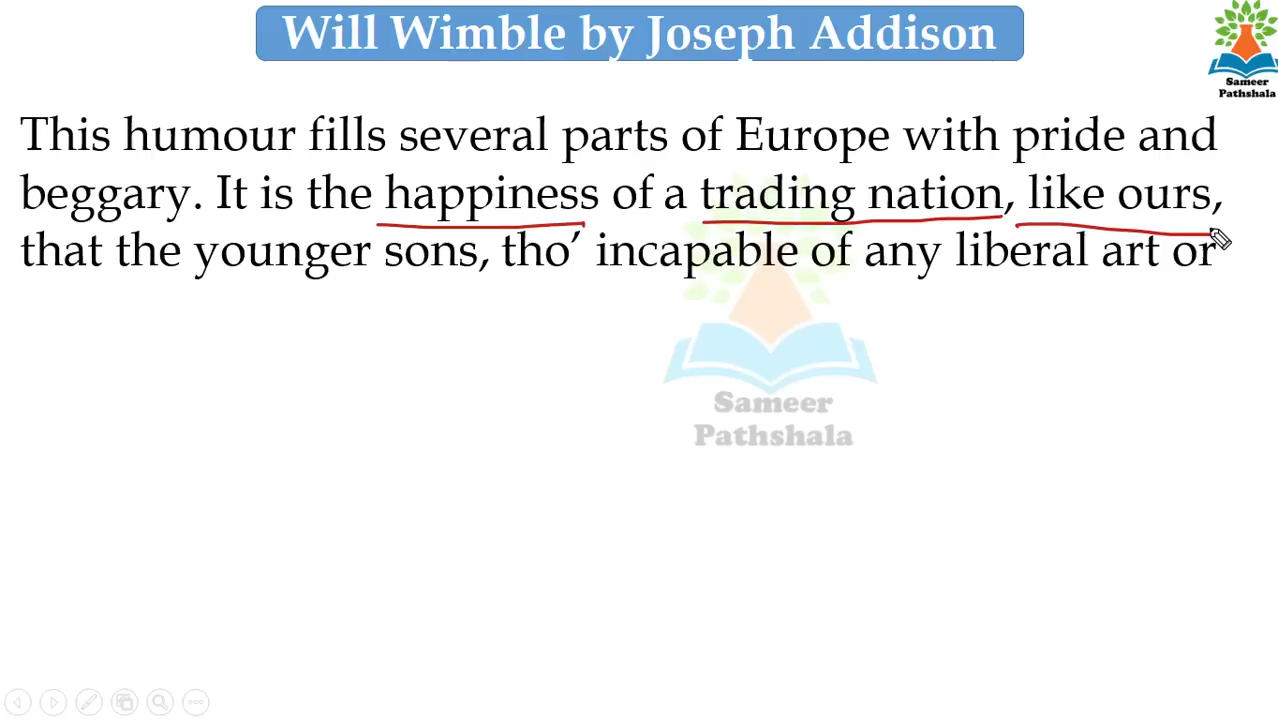 Will Wimble by Joseph Addison
Sameer
Pathshala
This humour fills several parts of Europe with pride and
beggary. It is the happiness of a trading nation, like ours,
that the younger sons, tho’ incapable of any liberal art or
Sameer
Pathshala